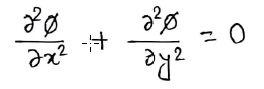 ∂²∅/∂x² + ∂²∅/∂y² = 0